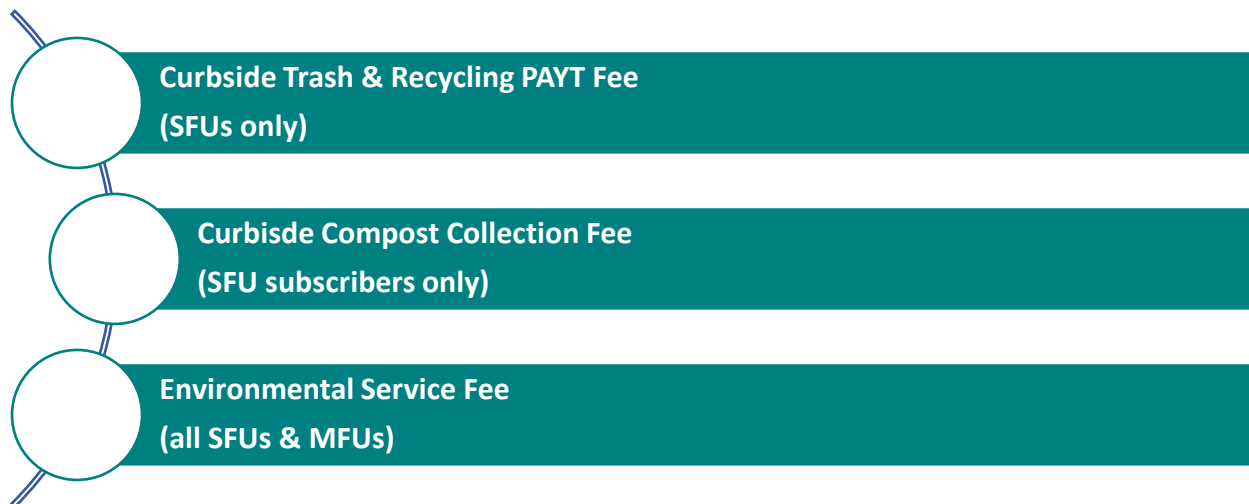 Curbside Trash & Recycling PAYT Fee
(SFUs only)
Curbisde Compost Collection Fee
(SFU subscribers only)
Environmental Service Fee
(all SFUs & MFUs)